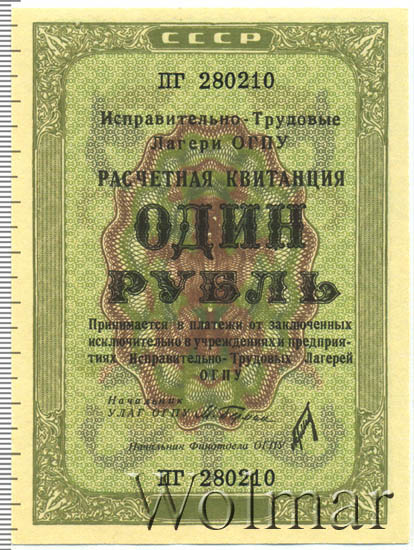 СССР
ПГ 280210
Исправительно-Трудовые
Лагери ОГПУ
РАСЧЕТНАЯ КВИТАНЦИЯ
ОДИН
РУБЛЬ
Принимается в платежи от заключенных
исключительно в учреждениях и предприя-
тиях Исправительно-Трудовых Лагерей
ОГПУ
Начальник
УЛАГ ОГПУ
Начальник Финотдела ОГПУ
ПГ 280210
Wolmar